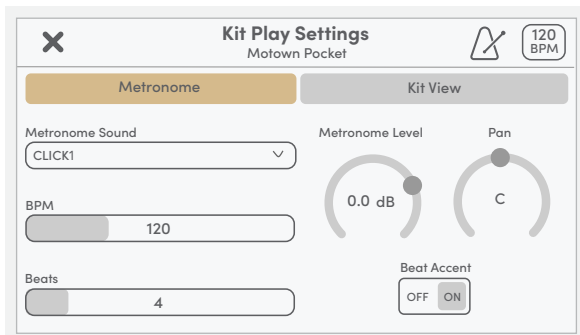 Kit Play Settings
Motown Pocket
120
BPM
Metronome
Kit View
Metronome Sound
CLICK1
Metronome Level
0.0 dB
Pan
C
BPM
120
Beats
4
Beat Accent
OFF ON